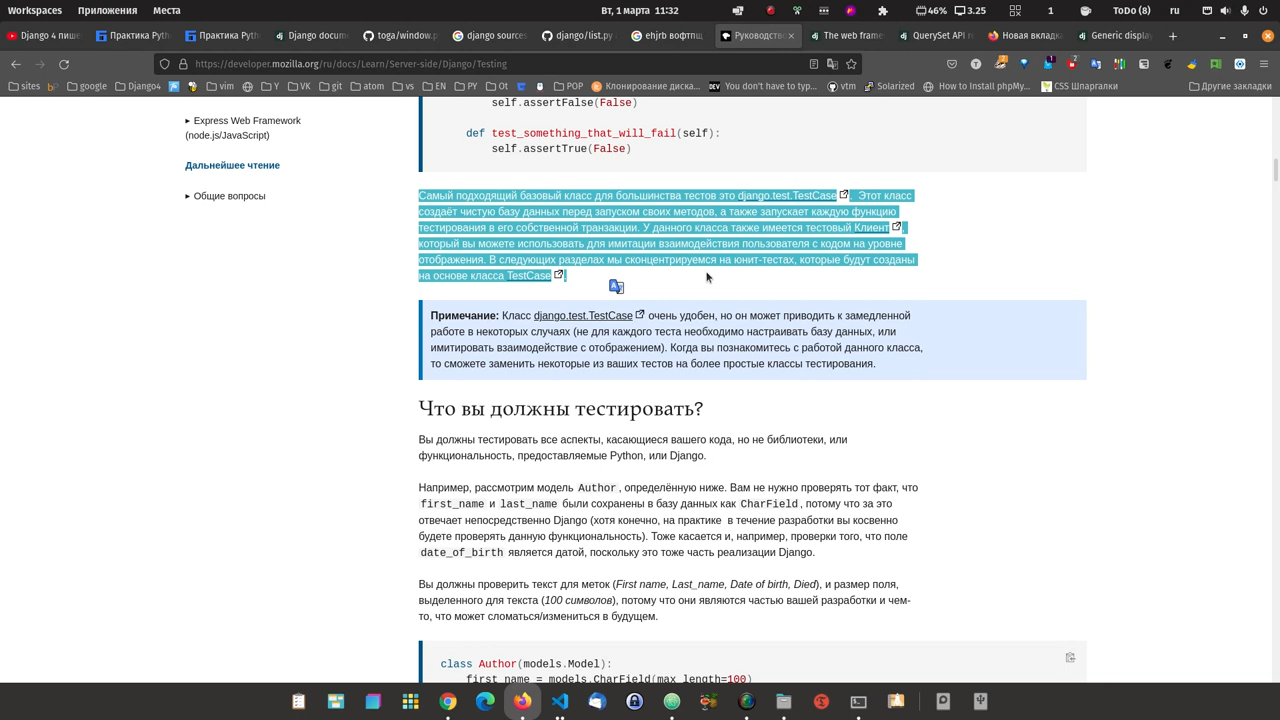 Workspaces Приложения Места ВТ, 1 марта 11:32 46% 3.25 1 ToDO (8) ru
Django 4 пише Практика Pyth Практика Pyth Django docum toga/window.p django sources django/list.py ehjrb вофтпщ Руководство The web frame QuerySet API r Новая вкладка Generic display
https://developer.mozilla.org/ru/docs/Learn/Server-side/Django/Testing
sites google Django4 vim Y VK git atom vs EN PY Ot POP Клонирование диска... You don't have to typ... vtm Solarized How to Install phpMy... CSS Шпаргалки Другие закладки
self.assertFalse(False)
▸ Express Web Framework
(node.js/JavaScript)
def test_something_that_will_fail(self):
self.assertTrue(False)
Дальнейшее чтение
▸ Общие вопросы
Самый подходящий базовый класс для большинства тестов это django.test.TestCase Этот класс
создаёт чистую базу данных перед запуском своих методов, а также запускает каждую функцию
тестирования в его собственной транзакции. У данного класса также имеется тестовый Клиент ,
который вы можете использовать для имитации взаимодействия пользователя с кодом на уровне
отображения. В следующих разделах мы сконцентрируемся на юнит-тестах, которые будут созданы
на основе класса TestCase .
Примечание: Класс django.test.TestCase очень удобен, но он может приводить к замедленной
работе в некоторых случаях (не для каждого теста необходимо настраивать базу данных, или
имитировать взаимодействие с отображением). Когда вы познакомитесь с работой данного класса,
то сможете заменить некоторые из ваших тестов на более простые классы тестирования.
Что вы должны тестировать?
Вы должны тестировать все аспекты, касающиеся вашего кода, но не библиотеки, или
функциональность, предоставляемые Python, или Django.
Например, рассмотрим модель Author, определённую ниже. Вам не нужно проверять тот факт, что
first_name и last_name были сохранены в базу данных как CharField, потому что за это
отвечает непосредственно Django (хотя конечно, на практике в течение разработки вы косвенно
будете проверять данную функциональность). Тоже касается и, например, проверки того, что поле
date_of_birth является датой, поскольку это тоже часть реализации Django.
Вы должны проверить текст для меток (First name, Last_name, Date of birth, Died), и размер поля,
выделенного для текста (100 символов), потому что они являются частью вашей разработки и чем-
то, что может сломаться/измениться в будущем.
class Author(models.Model):
first_name = models.CharField(max_length=100)